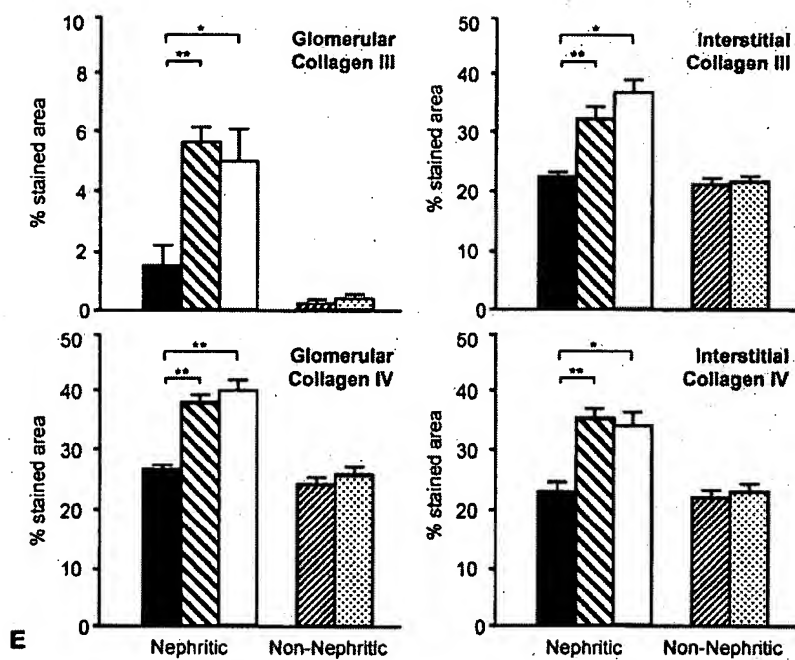 10
8
6
4
2
0
% stained area
*
**
Glomerular
Collagen III
50
40
30
20
10
0
% stained area
*
**
Interstitial
Collagen III
50
40
30
20
10
0
% stained area
**
**
Glomerular
Collagen IV
Nephritic
Non-Nephritic
50
40
30
20
10
0
% stained area
*
**
Interstitial
Collagen IV
Nephritic
Non-Nephritic
E